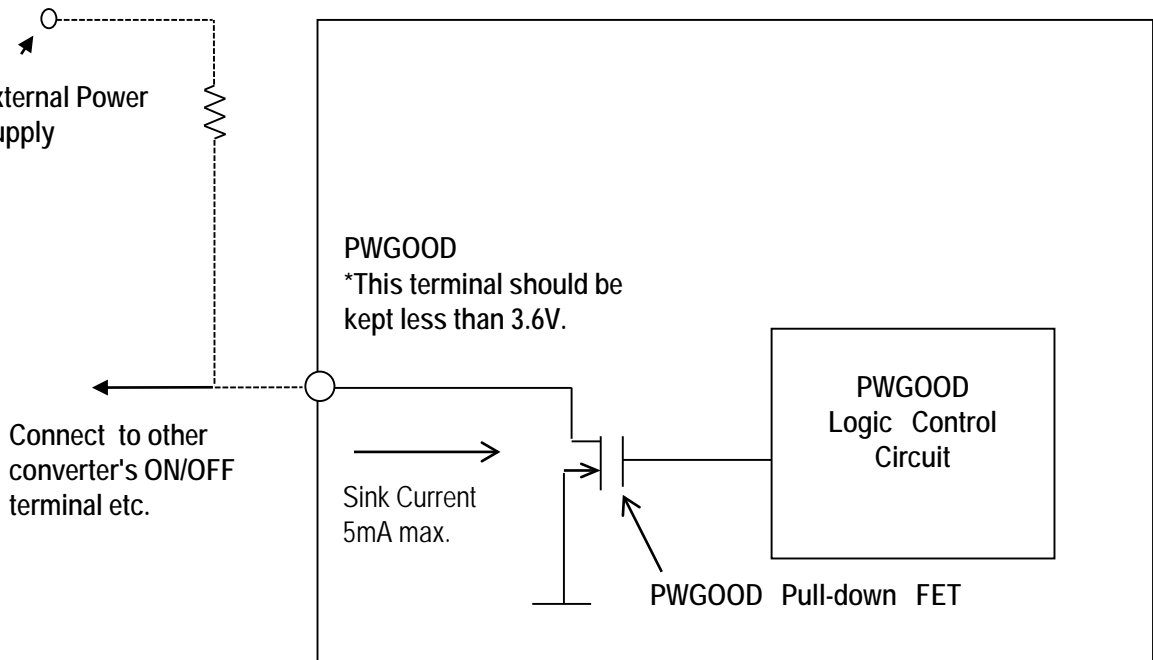 xternal Power
upply
PWGOOD
*This terminal should be
kept less than 3.6V.
Connect to other
converter's ON/OFF
terminal etc.
Sink Current
5mA max.
PWGOOD
Logic Control
Circuit
PWGOOD Pull-down FET